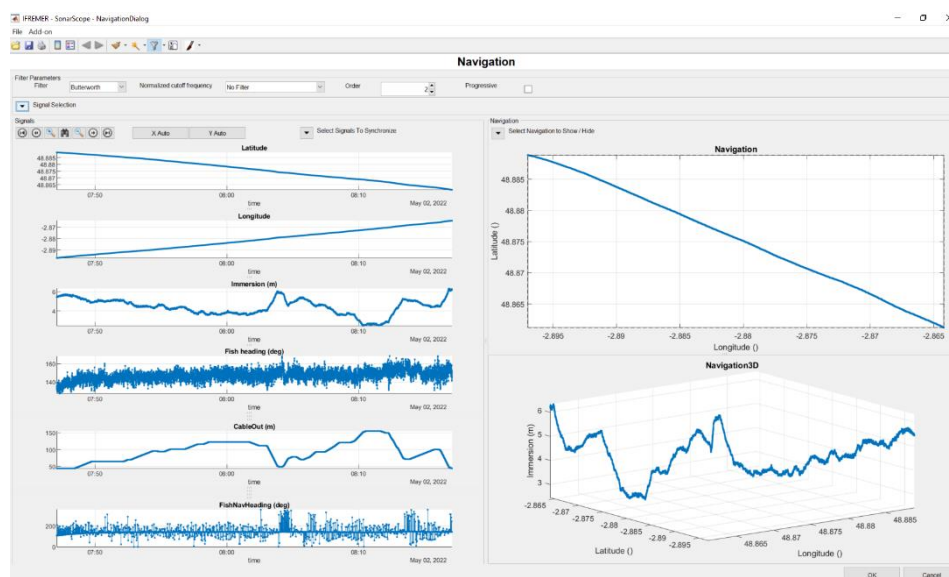 IFREMER - SonarScope - NavigationDialog
File Add-on
Navigation
Filter Parameters
Filter Butterworth Normalized cutoff frequency No Filter Order 2 Progressive
Signal Selection
Signals
X Auto Y Auto Select Signals To Synchronize
Latitude
48.885
48.88
48.875
48.87
48.865
07:50 08:00 08:10
time May 02, 2022
Longitude
-2.87
-2.88
-2.89
07:50 08:00 08:10
time May 02, 2022
Immersion (m)
6
4
07:50 08:00 08:10
time May 02, 2022
Fish heading (deg)
160
140
07:50 08:00 08:10
time May 02, 2022
CableOut (m)
150
100
50
07:50 08:00 08:10
time May 02, 2022
FishNavHeading (deg)
200
0
07:50 08:00 08:10
time May 02, 2022
Navigation
Select Navigation to Show / Hide
Navigation
48.885
48.88
48.875
48.87
48.865
Latitude ()
-2.895 -2.89 -2.885 -2.88 -2.875 -2.87 -2.865
Longitude ()
Navigation3D
6
5
4
3
Immersion (m)
-2.865 -2.87 -2.875 -2.88 -2.89 -2.895
Latitude ()
48.865 48.87 48.875 48.88 48.885
Longitude ()
OK Cancel